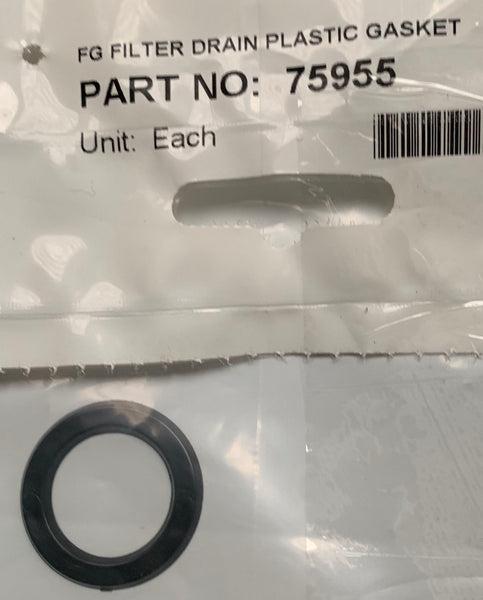 FG FILTER DRAIN PLASTIC GASKET
PART NO: 75955
Unit: Each